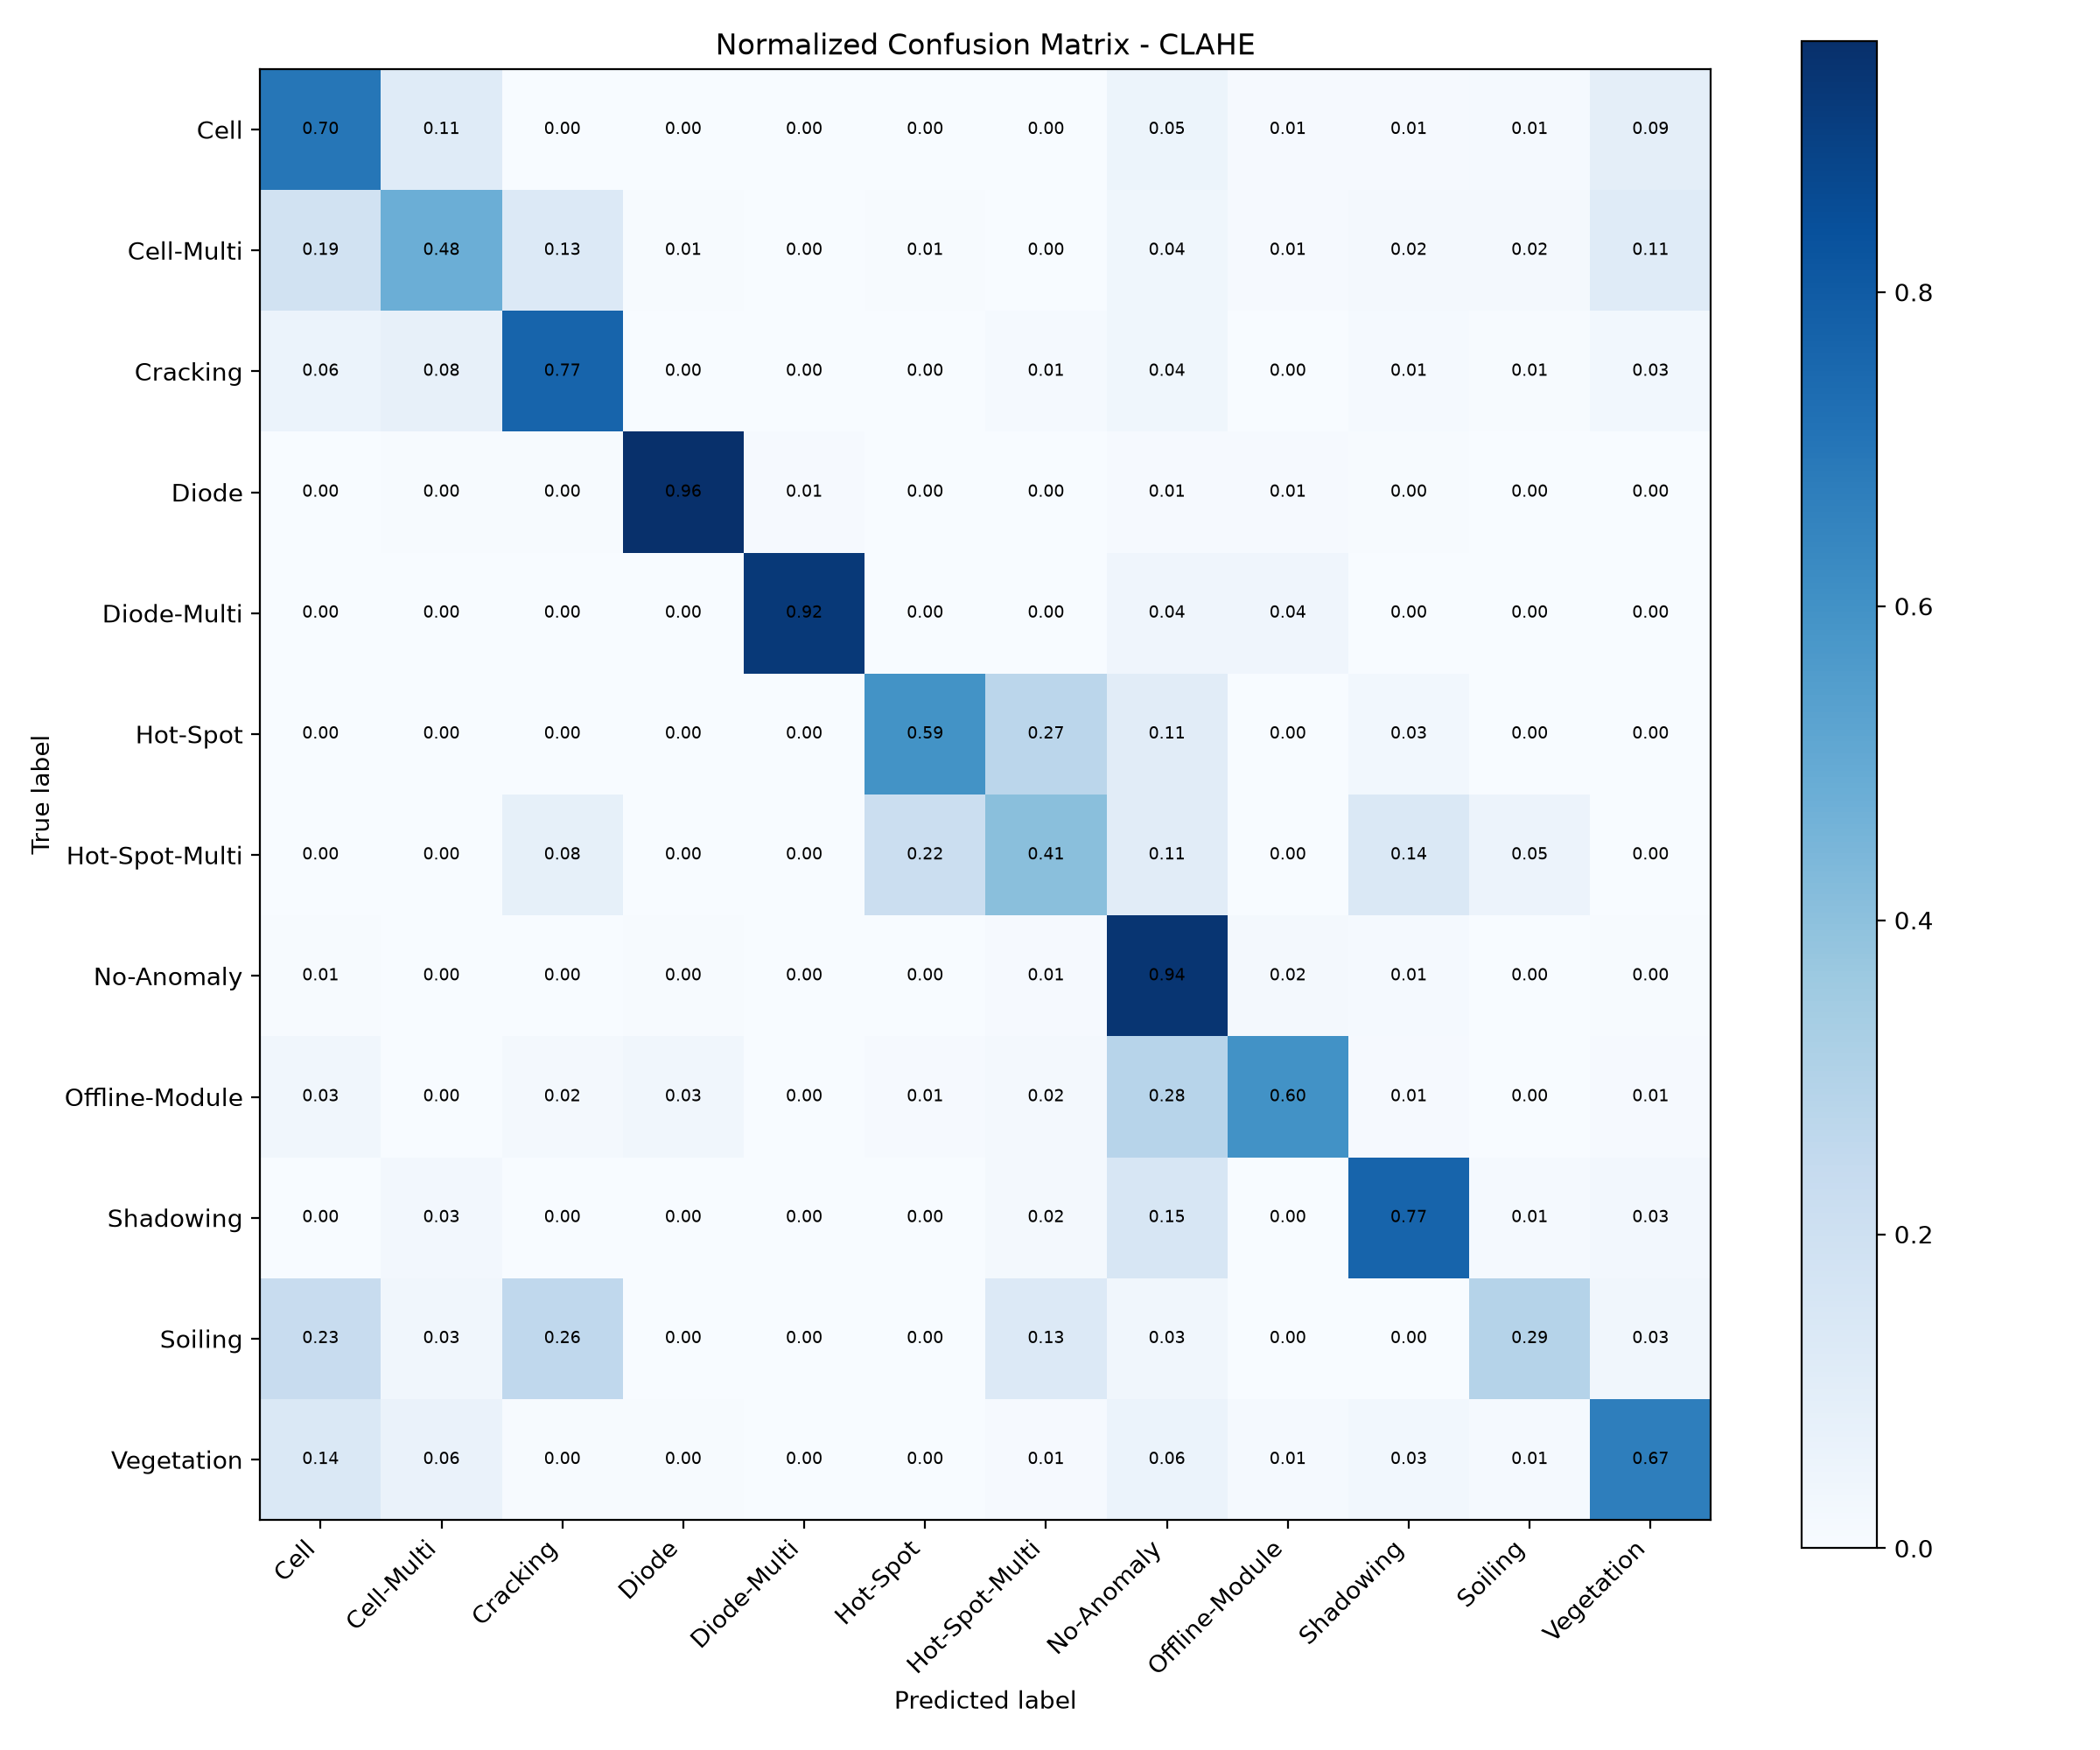 Normalized Confusion Matrix - CLAHE
Cell 0.70 0.11 0.00 0.00 0.00 0.00 0.00 0.05 0.01 0.01 0.01 0.09
Cell-Multi 0.19 0.48 0.13 0.01 0.00 0.01 0.00 0.04 0.01 0.02 0.02 0.11
Cracking 0.06 0.08 0.77 0.00 0.00 0.00 0.01 0.04 0.00 0.01 0.01 0.03
Diode 0.00 0.00 0.00 0.96 0.01 0.00 0.00 0.01 0.01 0.00 0.00 0.00
Diode-Multi 0.00 0.00 0.00 0.00 0.92 0.00 0.00 0.04 0.04 0.00 0.00 0.00
Hot-Spot 0.00 0.00 0.00 0.00 0.00 0.59 0.27 0.11 0.00 0.03 0.00 0.00
Hot-Spot-Multi 0.00 0.00 0.08 0.00 0.00 0.22 0.41 0.11 0.00 0.14 0.05 0.00
No-Anomaly 0.01 0.00 0.00 0.00 0.00 0.00 0.01 0.94 0.02 0.01 0.00 0.00
Offline-Module 0.03 0.00 0.02 0.03 0.00 0.01 0.02 0.28 0.60 0.01 0.00 0.01
Shadowing 0.00 0.03 0.00 0.00 0.00 0.00 0.02 0.15 0.00 0.77 0.01 0.03
Soiling 0.23 0.03 0.26 0.00 0.00 0.00 0.13 0.03 0.00 0.00 0.29 0.03
Vegetation 0.14 0.06 0.00 0.00 0.00 0.00 0.01 0.06 0.01 0.03 0.01 0.67
True label
Cell Cell-Multi Cracking Diode Diode-Multi Hot-Spot Hot-Spot-Multi No-Anomaly Offline-Module Shadowing Soiling Vegetation
Predicted label
0.8
0.6
0.4
0.2
0.0